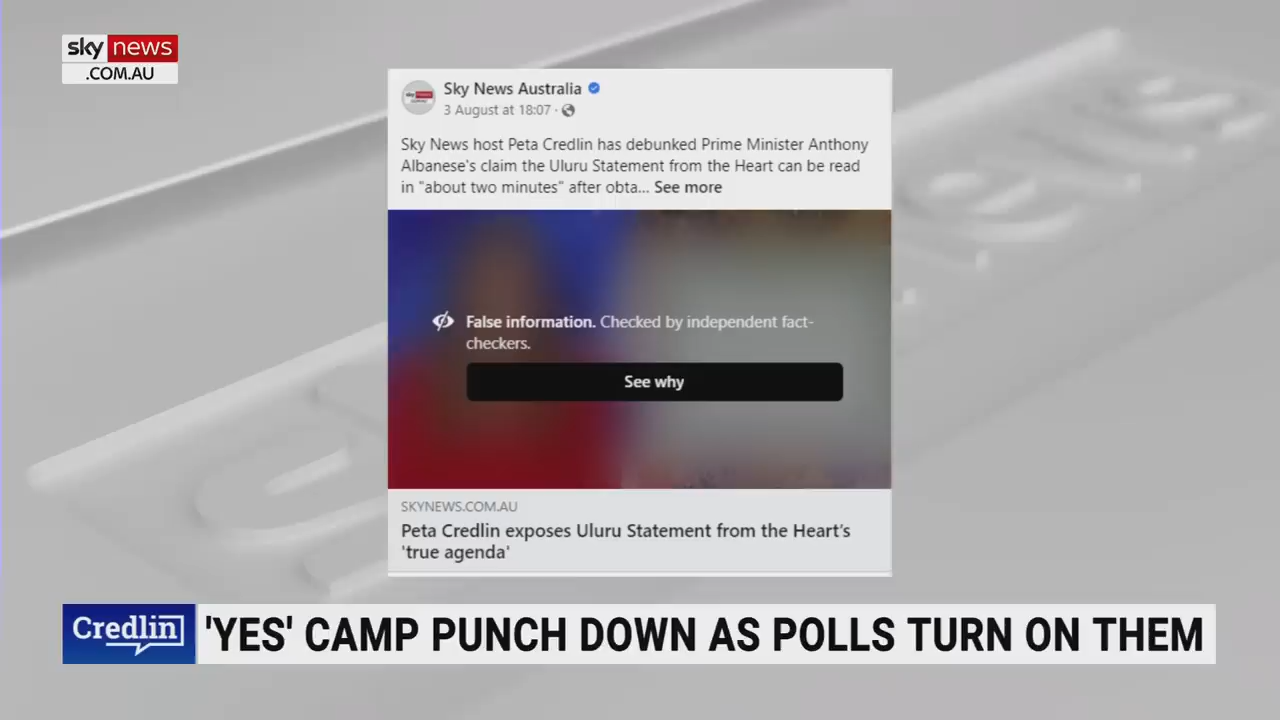 sky news
.COM.AU
Sky News Australia
3 August at 18:07 ·
Sky News host Peta Credlin has debunked Prime Minister Anthony
Albanese's claim the Uluru Statement from the Heart can be read
in "about two minutes" after obta... See more
False information. Checked by independent fact-
checkers.
See why
SKYNEWS.COM.AU
Peta Credlin exposes Uluru Statement from the Heart's
'true agenda'
Credlin
'YES' CAMP PUNCH DOWN AS POLLS TURN ON THEM